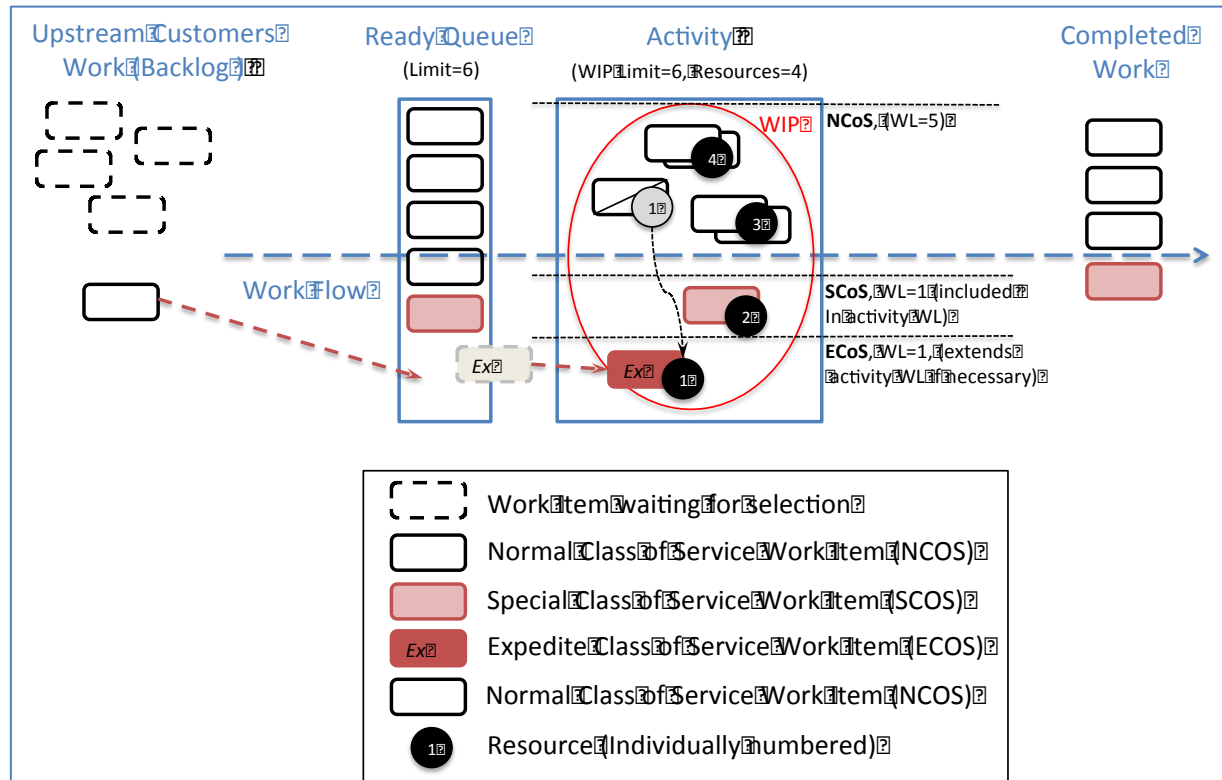 Upstream Customers
Work (Backlog)
Ready Queue
(Limit=6)
Activity
(WIP Limit=6, Resources=4)
Completed
Work
WIP
NCoS, (WL=5)
4
1
3
Work Flow
SCoS, WL=1 (included
In activity WL)
2
ECoS, WL=1, (extends
activity WL if necessary)
Ex
Ex
1
Work Item waiting for selection
Normal Class of Service Work Item (NCOS)
Special Class of Service Work Item (SCOS)
Ex
Expedite Class of Service Work Item (ECOS)
Normal Class of Service Work Item (NCOS)
1
Resource (Individually numbered)